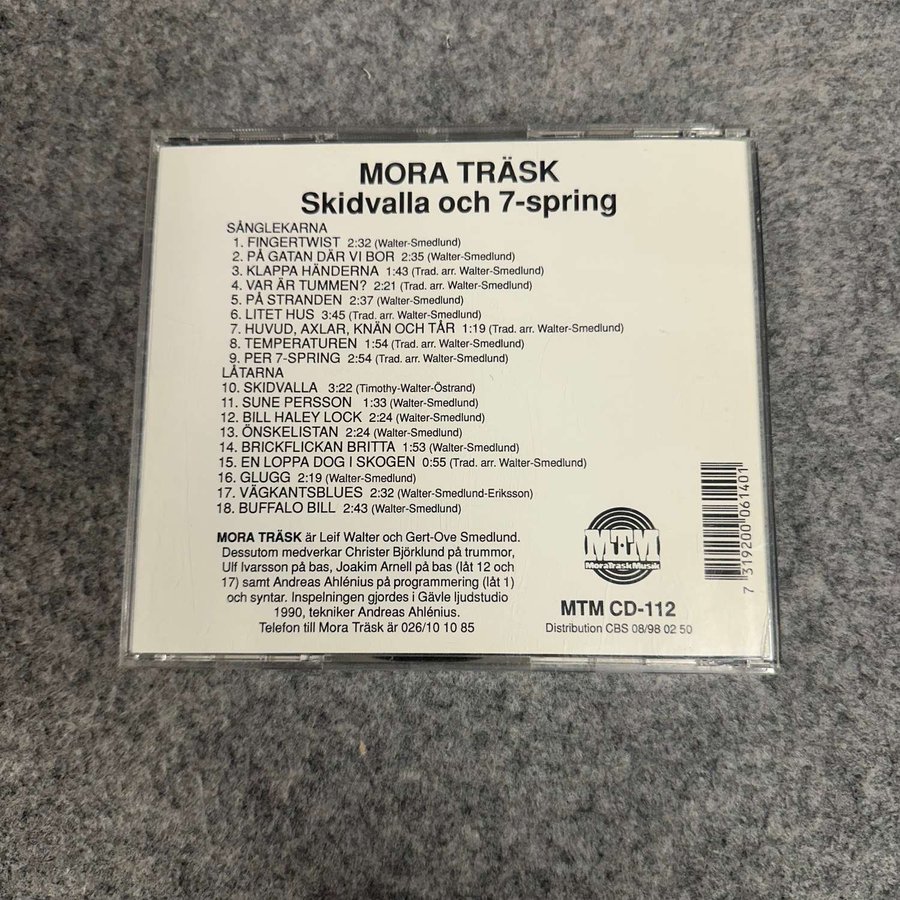 MORA TRÄSK
Skidvalla och 7-spring
SÅNGLEKARNA
1. FINGERTWIST 2:32 (Walter-Smedlund)
2. PÅ GATAN DÄR VI BOR 2:35 (Walter-Smedlund)
3. KLAPPA HÄNDERNA 1:43 (Trad. arr. Walter-Smedlund)
4. VAR ÄR TUMMEN? 2:21 (Trad. arr. Walter-Smedlund)
5. PÅ STRANDEN 2:37 (Walter-Smedlund)
6. LITET HUS 3:45 (Trad. arr. Walter-Smedlund)
7. HUVUD, AXLAR, KNÄN OCH TÅR 1:19 (Trad. arr. Walter-Smedlund)
8. TEMPERATUREN 1:54 (Trad. arr. Walter-Smedlund)
9. PER 7-SPRING 2:54 (Trad. arr. Walter-Smedlund)
LÅTARNA
10. SKIDVALLA 3:22 (Timothy-Walter-Östrand)
11. SUNE PERSSON 1:33 (Walter-Smedlund)
12. BILL HALEY LOCK 2:24 (Walter-Smedlund)
13. ÖNSKELISTAN 2:24 (Walter-Smedlund)
14. BRICKFLICKAN BRITTA 1:53 (Walter-Smedlund)
15. EN LOPPA DOG I SKOGEN 0:55 (Trad. arr. Walter-Smedlund)
16. GLUGG 2:19 (Walter-Smedlund)
17. VÄGKANTSBLUES 2:32 (Walter-Smedlund-Eriksson)
18. BUFFALO BILL 2:43 (Walter-Smedlund)
MORA TRÄSK är Leif Walter och Gert-Ove Smedlund.
Dessutom medverkar Christer Björklund på trummor,
Ulf Ivarsson på bas, Joakim Arnell på bas (låt 12 och
17) samt Andreas Ahlénius på programmering (låt 1)
och syntar. Inspelningen gjordes i Gävle ljudstudio
1990, tekniker Andreas Ahlénius.
Telefon till Mora Träsk är 026/10 10 85
MTM
MoraTräskMusik
MTM CD-112
Distribution CBS 08/98 02 50
7 319200 061401